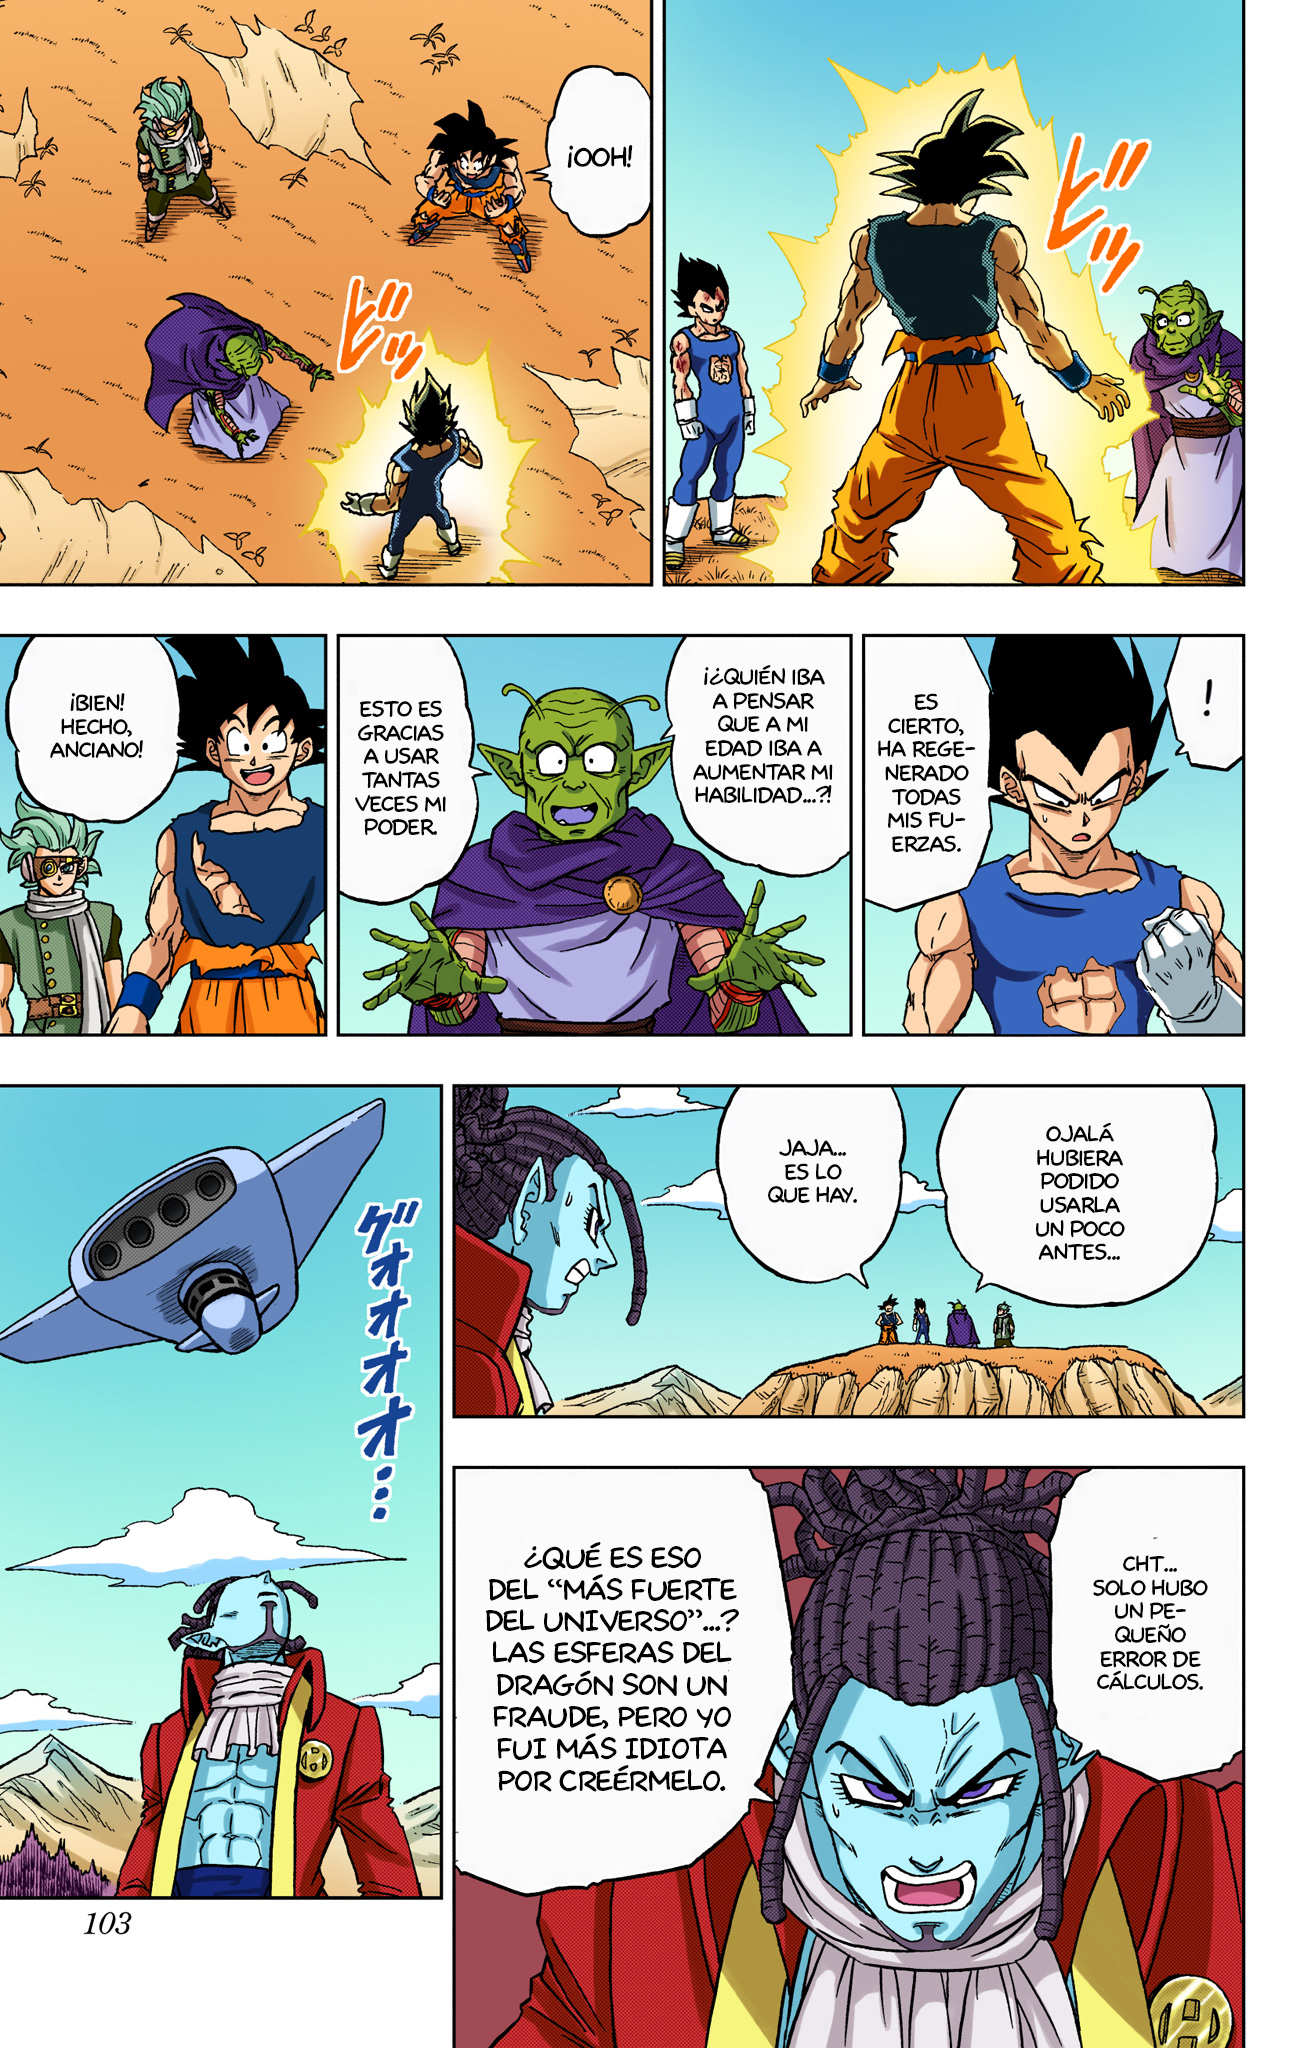 ビビッ
¡OOH!
ビビッ
!
ES
CIERTO,
HA REGE-
NERADO
TODAS
MIS FU-
ERZAS.
¡¿QUIÉN IBA
A PENSAR
QUE A MI
EDAD IBA A
AUMENTAR MI
HABILIDAD...?!
ESTO ES
GRACIAS
A USAR
TANTAS
VECES MI
PODER.
¡BIEN!
HECHO,
ANCIANO!
OJALÁ
HUBIERA
PODIDO
USARLA
UN POCO
ANTES...
JAJA...
ES LO
QUE HAY.
CHT...
SOLO HUBO
UN PE-
QUEÑO
ERROR DE
CÁLCULOS.
¿QUÉ ES ESO
DEL “MÁS FUERTE
DEL UNIVERSO”...?
LAS ESFERAS DEL
DRAGÓN SON UN
FRAUDE, PERO YO
FUI MÁS IDIOTA
POR CREÉRMELO.
グオオオオ...
103